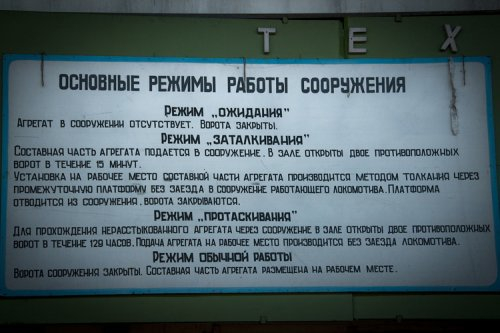 ТЕХ
ОСНОВНЫЕ РЕЖИМЫ РАБОТЫ СООРУЖЕНИЯ
РЕЖИМ „ОЖИДАНИЯ"
АГРЕГАТ В СООРУЖЕНИИ ОТСУТСТВУЕТ. ВОРОТА ЗАКРЫТЫ.
РЕЖИМ „ЗАТАЛКИВАНИЯ"
СОСТАВНАЯ ЧАСТЬ АГРЕГАТА ПОДАЕТСЯ В СООРУЖЕНИЕ. В ЗАЛЕ ОТКРЫТЫ ДВОЕ ПРОТИВОПОЛОЖНЫХ
ВОРОТ В ТЕЧЕНИЕ 15 МИНУТ.
УСТАНОВКА НА РАБОЧЕЕ МЕСТО СОСТАВНОЙ ЧАСТИ АГРЕГАТА ПРОИЗВОДИТСЯ МЕТОДОМ ТОЛКАНИЯ ЧЕРЕЗ
ПРОМЕЖУТОЧНУЮ ПЛАТФОРМУ БЕЗ ЗАЕЗДА В СООРУЖЕНИЕ РАБОТАЮЩЕГО ЛОКОМОТИВА. ПЛАТФОРМА
ОТВОДИТСЯ ИЗ СООРУЖЕНИЯ, ВОРОТА ЗАКРЫВАЮТСЯ.
РЕЖИМ „ПРОТАСКИВАНИЯ"
ДЛЯ ПРОХОЖДЕНИЯ НЕРАССТЫКОВАННОГО АГРЕГАТА ЧЕРЕЗ СООРУЖЕНИЕ В ЗАЛЕ ОТКРЫТЫ ДВОЕ ПРОТИВОПОЛОЖНЫХ
ВОРОТ В ТЕЧЕНИЕ 129 ЧАСОВ. ПОДАЧА АГРЕГАТА НА РАБОЧЕЕ МЕСТО ПРОИЗВОДИТСЯ БЕЗ ЗАЕЗДА ЛОКОМОТИВА.
РЕЖИМ ОБЫЧНОЙ РАБОТЫ
ВОРОТА СООРУЖЕНИЯ ЗАКРЫТЫ. СОСТАВНАЯ ЧАСТЬ АГРЕГАТА РАЗМЕЩЕНА НА РАБОЧЕМ МЕСТЕ.